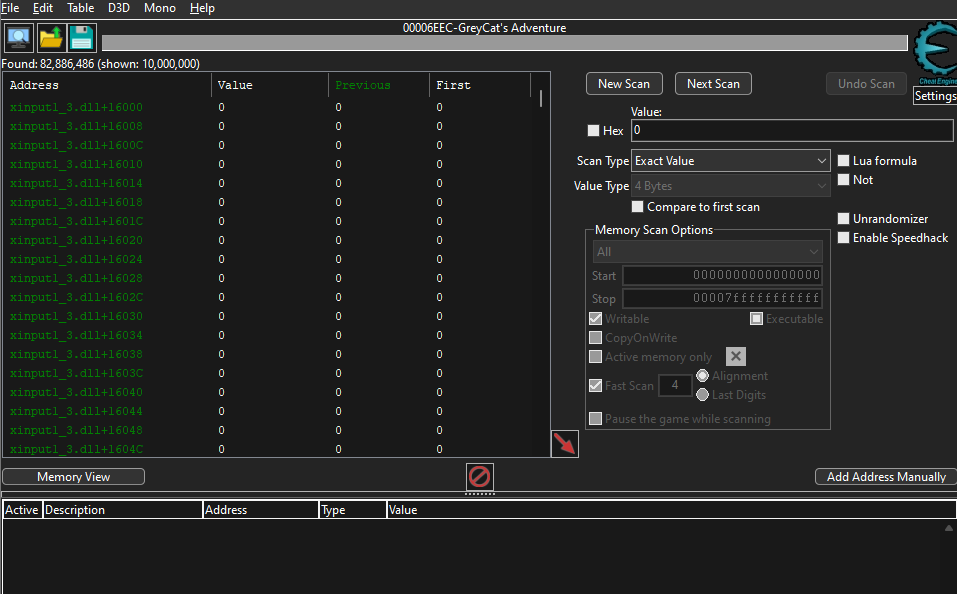 File Edit Table D3D Mono Help
00006EEC-GreyCat's Adventure
Found: 82,886,486 (shown: 10,000,000)
Cheat Engine
Settings
Address Value Previous First
xinput1_3.dll+16000 0 0 0
xinput1_3.dll+16008 0 0 0
xinput1_3.dll+1600C 0 0 0
xinput1_3.dll+16010 0 0 0
xinput1_3.dll+16014 0 0 0
xinput1_3.dll+16018 0 0 0
xinput1_3.dll+1601C 0 0 0
xinput1_3.dll+16020 0 0 0
xinput1_3.dll+16024 0 0 0
xinput1_3.dll+16028 0 0 0
xinput1_3.dll+1602C 0 0 0
xinput1_3.dll+16030 0 0 0
xinput1_3.dll+16034 0 0 0
xinput1_3.dll+16038 0 0 0
xinput1_3.dll+1603C 0 0 0
xinput1_3.dll+16040 0 0 0
xinput1_3.dll+16044 0 0 0
xinput1_3.dll+16048 0 0 0
xinput1_3.dll+1604C 0 0 0
New Scan Next Scan Undo Scan
Value:
Hex 0
Scan Type Exact Value
Lua formula
Value Type 4 Bytes
Not
Compare to first scan
Unrandomizer
Enable Speedhack
Memory Scan Options
All
Start 0000000000000000
Stop 00007fffffffffff
Writable Executable
CopyOnWrite
Active memory only
Fast Scan 4 Alignment
Last Digits
Pause the game while scanning
Memory View
Add Address Manually
Active Description Address Type Value